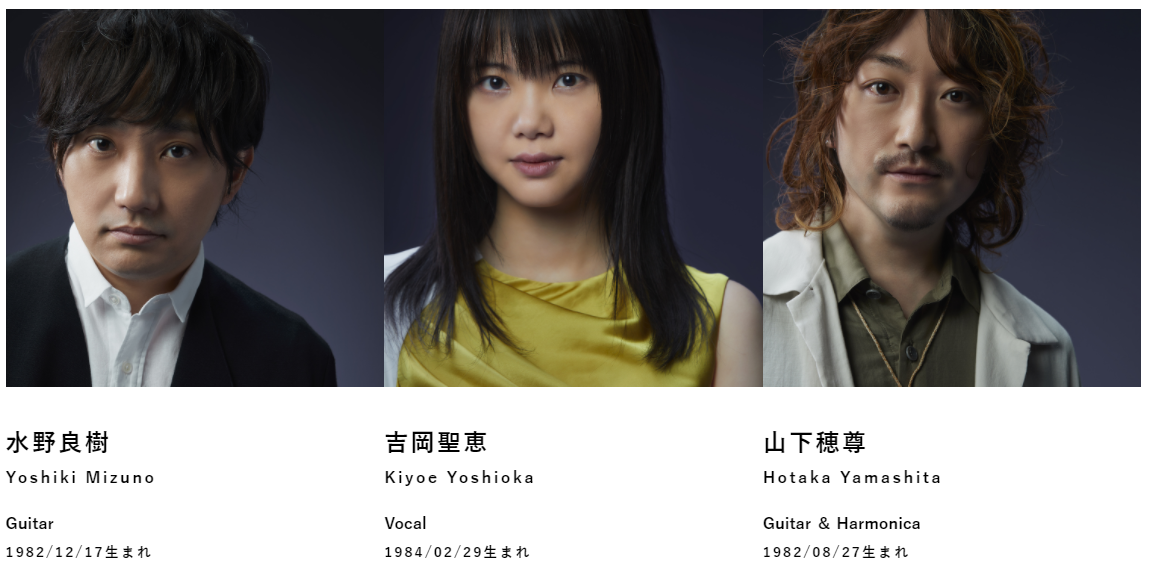 水野良樹
Yoshiki Mizuno
Guitar
1982/12/17生まれ
吉岡聖恵
Kiyoe Yoshioka
Vocal
1984/02/29生まれ
山下穂尊
Hotaka Yamashita
Guitar & Harmonica
1982/08/27生まれ